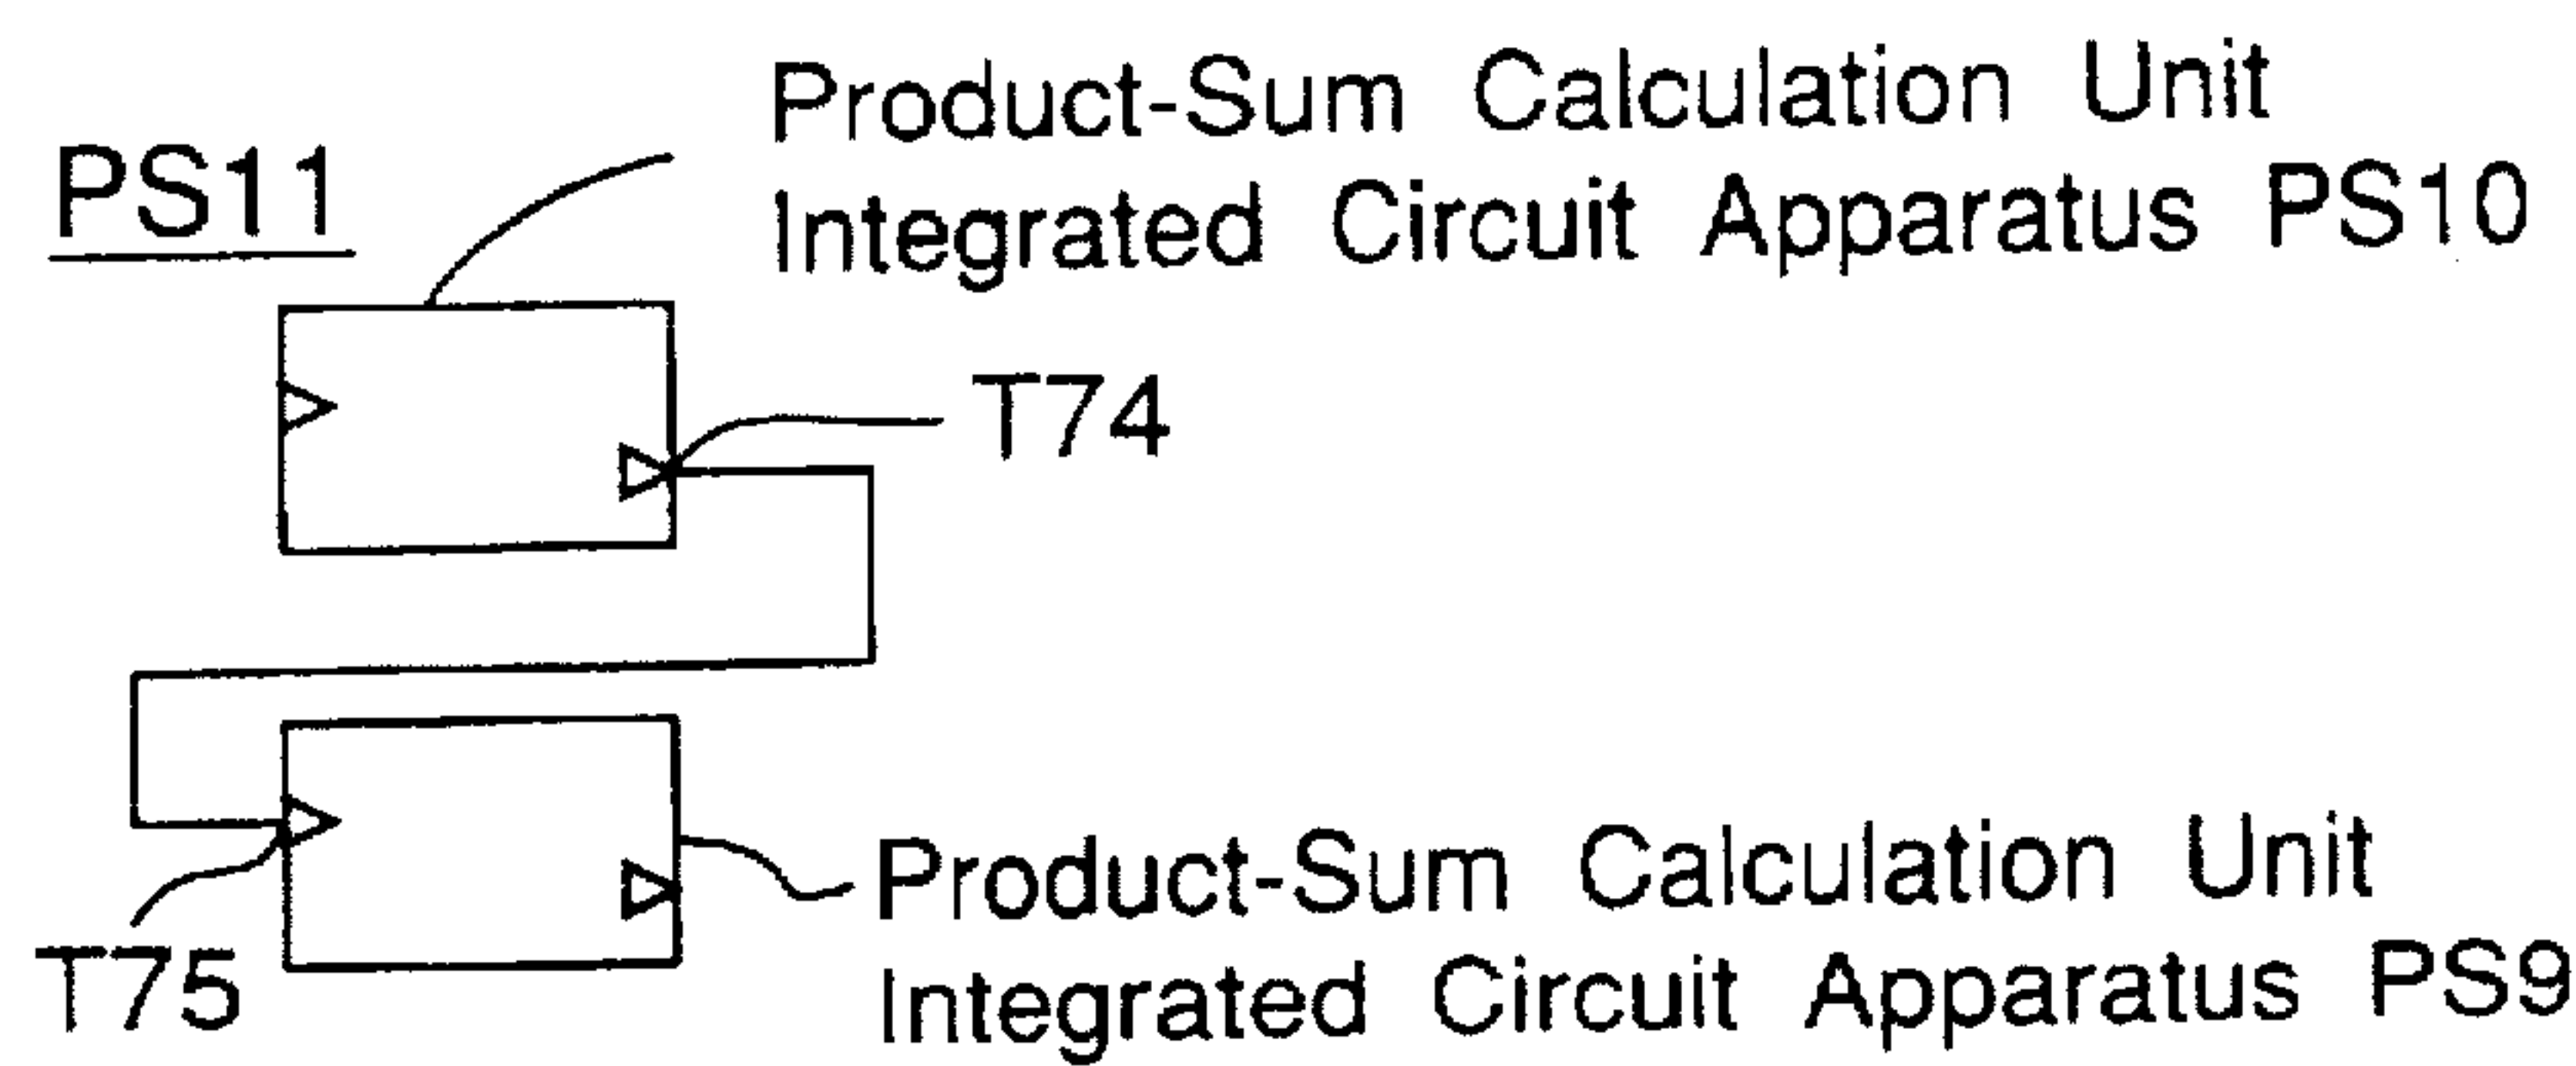 PS11
Product-Sum Calculation Unit
Integrated Circuit Apparatus PS10
T74
T75
Product-Sum Calculation Unit
Integrated Circuit Apparatus PS9